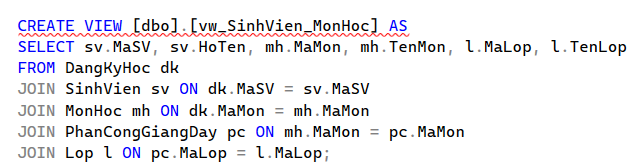 CREATE VIEW [dbo].[vw_SinhVien_MonHoc] AS
SELECT sv.MaSV, sv.HoTen, mh.MaMon, mh.TenMon, l.MaLop, l.TenLop
FROM DangKyHoc dk
JOIN SinhVien sv ON dk.MaSV = sv.MaSV
JOIN MonHoc mh ON dk.MaMon = mh.MaMon
JOIN PhanCongGiangDay pc ON mh.MaMon = pc.MaMon
JOIN Lop l ON pc.MaLop = l.MaLop;